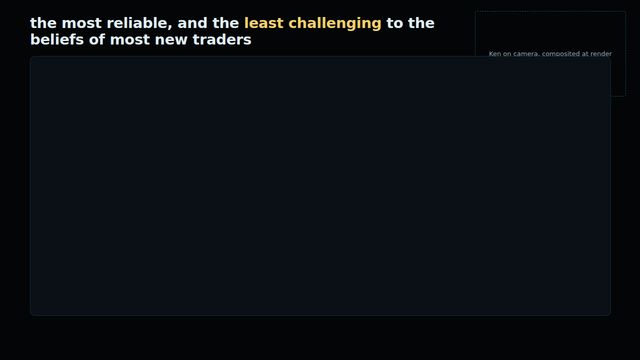 the most reliable, and the least challenging to the
beliefs of most new traders
Ken on camera, composited at render